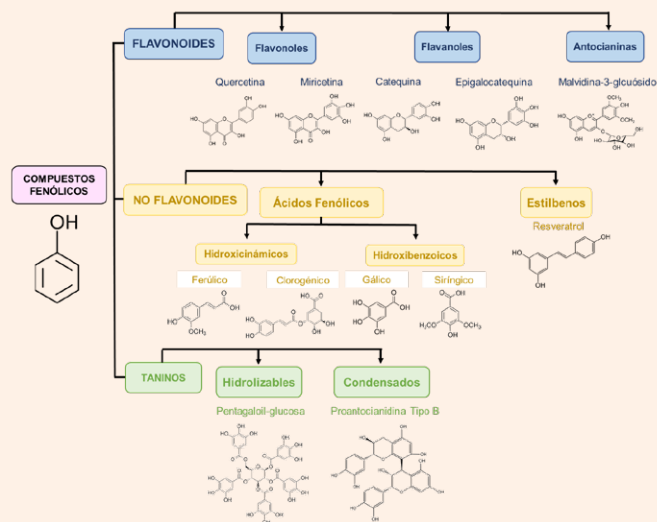 FLAVONOIDES
Flavonoles
Flavanoles
Antocianinas
Quercetina
Miricotina
Catequina
Epigalocatequina
Malvidina-3-glcuósido
COMPUESTOS
FENÓLICOS
OH
NO FLAVONOIDES
Ácidos Fenólicos
Estilbenos
Resveratrol
Hidroxicinámicos
Hidroxibenzoicos
Ferúlico
Clorogénico
Gálico
Siríngico
TANINOS
Hidrolizables
Condensados
Pentagaloil-glucosa
Proantocianidina Tipo B